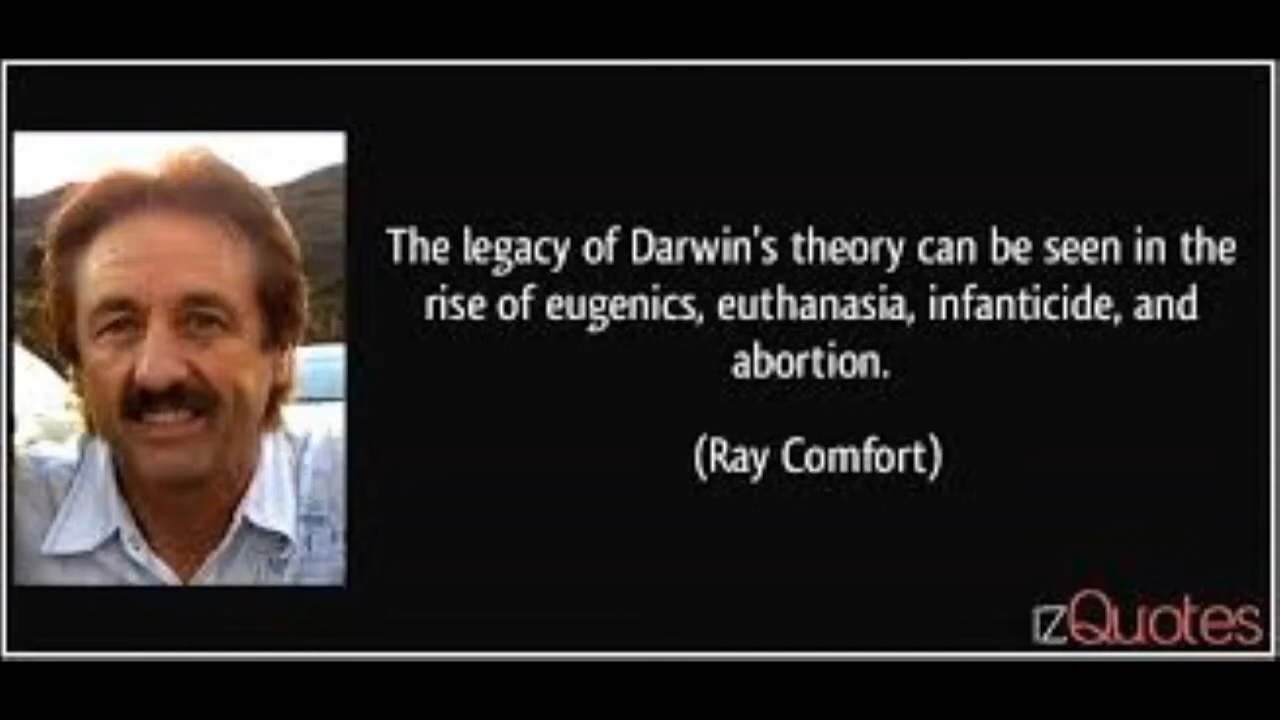 The legacy of Darwin's theory can be seen in the
rise of eugenics, euthanasia, infanticide, and
abortion.
(Ray Comfort)
izQuotes